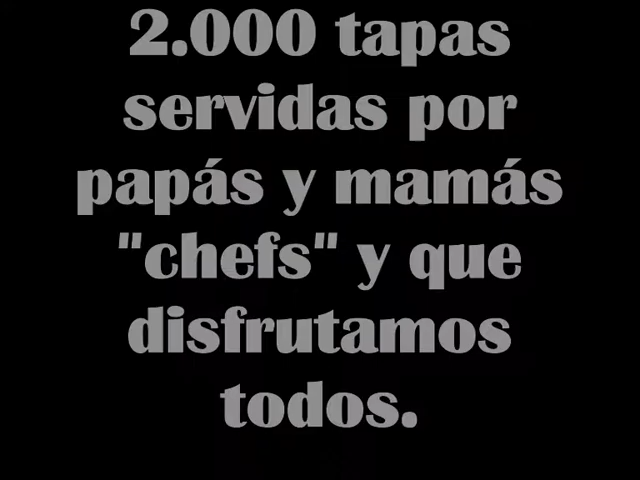 2.000 tapas
servidas por
papás y mamás
"chefs" y que
disfrutamos
todos.